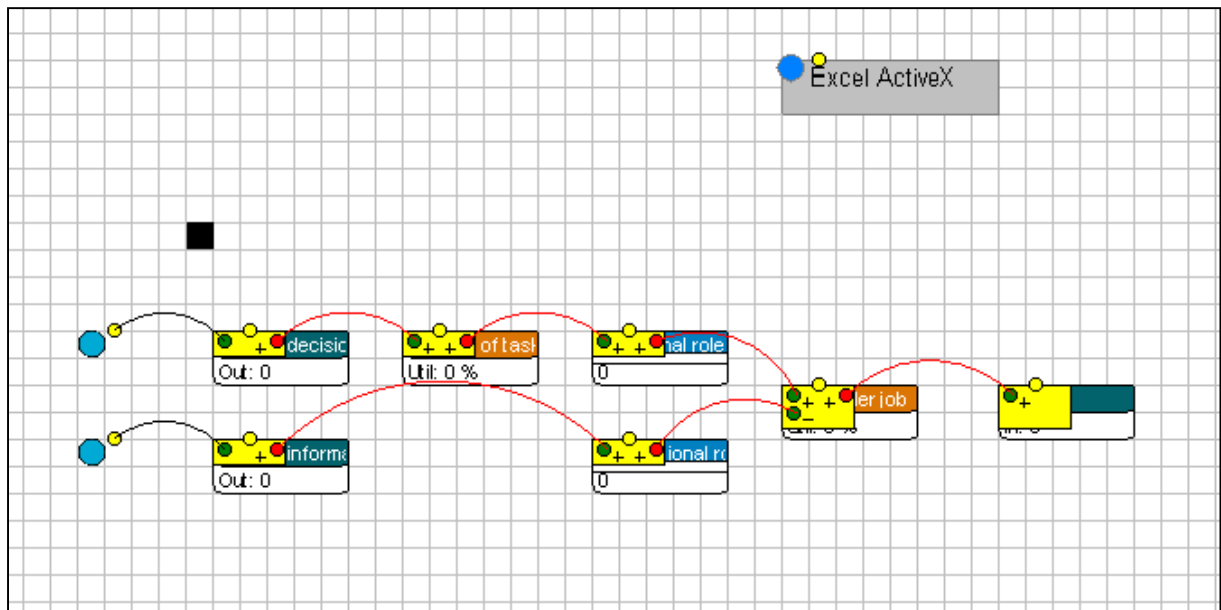 Excel ActiveX
decisic
of task
nal role
Out: 0
Util: 0 %
0
ler job
informa
ional ro
Out: 0
0